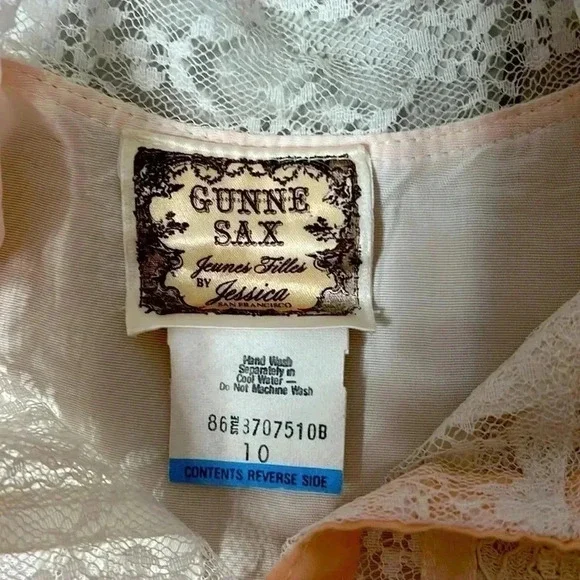 GUNNE
SAX
Jeunes Filles
BY Jessica
SAN FRANCISCO
Hand Wash
Separately in
Cool Water —
Do Not Machine Wash
86 STYLE 3707510B
10
CONTENTS REVERSE SIDE